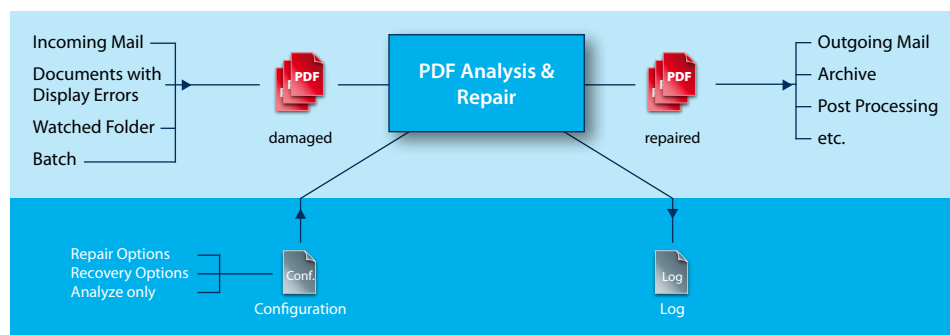 Incoming Mail
Documents with
Display Errors
Watched Folder
Batch
PDF
damaged
PDF Analysis &
Repair
PDF
repaired
Outgoing Mail
Archive
Post Processing
etc.
Repair Options
Recovery Options
Analyze only
Conf.
Configuration
Log
Log